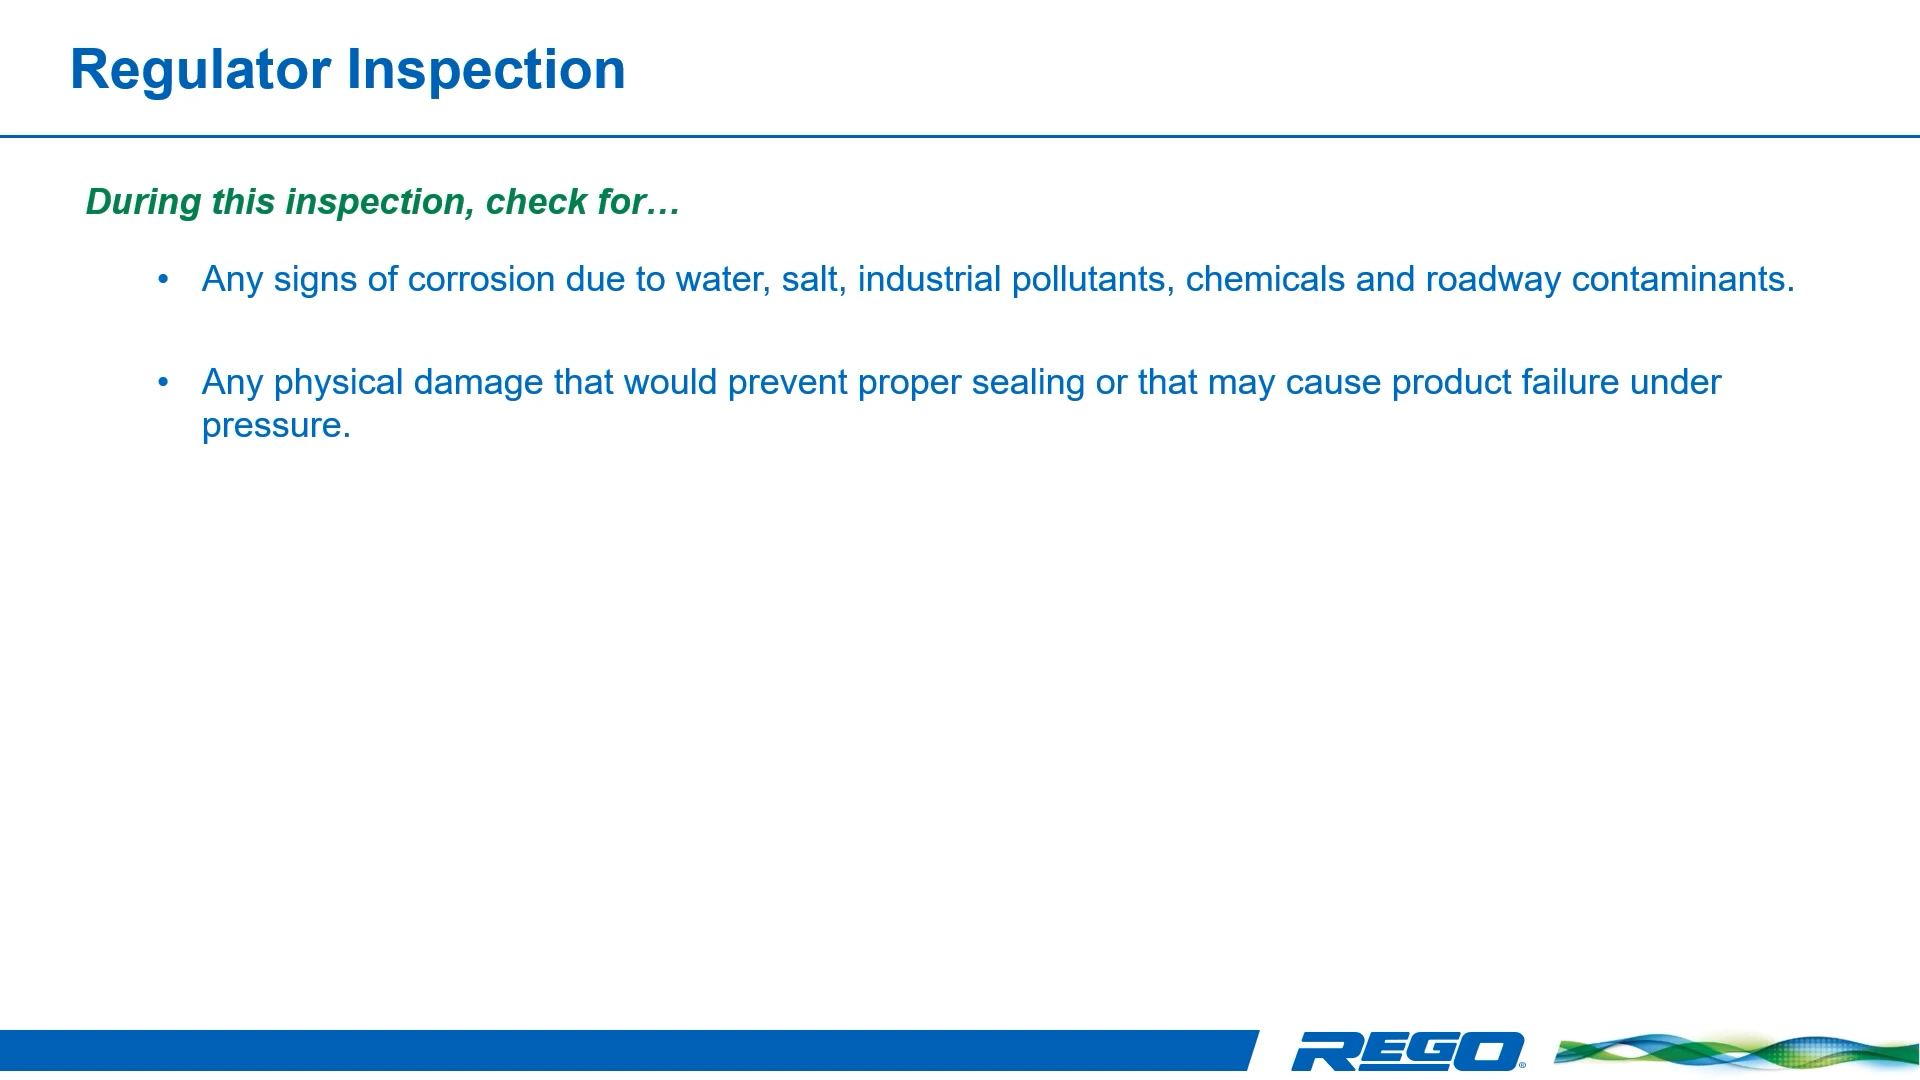 Regulator Inspection
During this inspection, check for…
• Any signs of corrosion due to water, salt, industrial pollutants, chemicals and roadway contaminants.
• Any physical damage that would prevent proper sealing or that may cause product failure under
pressure.
REGO®